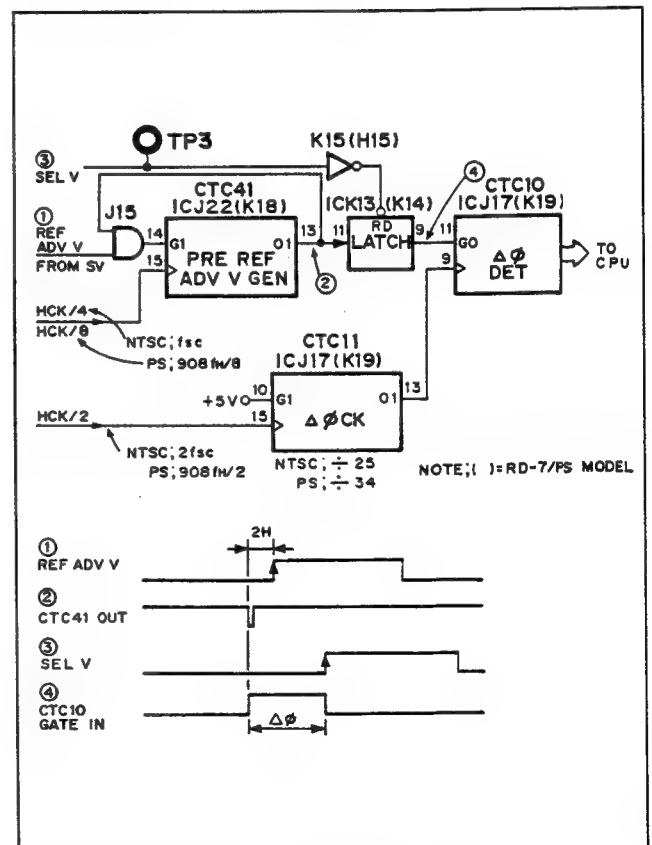 TP3
K15(H15)
③
SEL V
④
CTC41
ICJ22(K18)
ICK13 (K14)
CTC10
ICJ17(K19)
J15
①
REF
ADV V
FROM SV
14
G1
15
PRE REF
ADV V GEN
O1
13
②
11
RD
LATCH
9
11
G0
9
Δø
DET
TO
CPU
HCK/4
HCK/8
NTSC;fsc
PS;908fH/8
CTC11
ICJ17(K19)
+5V
10
G1
15
ΔøCK
O1
13
HCK/2
NTSC;2fsc
PS;908fH/2
NTSC;÷25
PS;÷34
NOTE;( )=RD-7/PS MODEL
2H
①
REF ADV V
②
CTC41 OUT
③
SEL V
④
CTC10
GATE IN
Δø